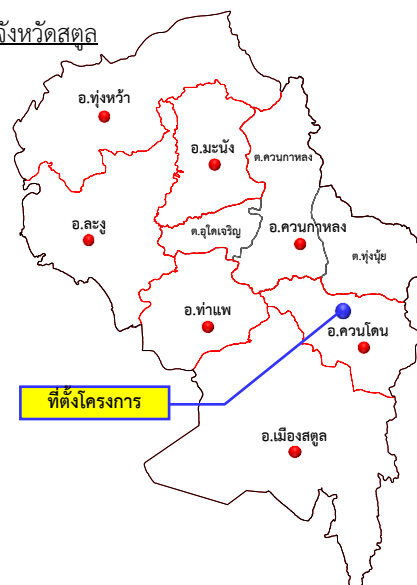 จังหวัดสตูล
อ.ทุ่งหว้า
อ.มะนัง
ต.ควนกาหลง
อ.ละงู
ต.อุใดเจริญ
อ.ควนกาหลง
ต.ทุ่งนุ้ย
อ.ท่าแพ
อ.ควนโดน
ที่ตั้งโครงการ
อ.เมืองสตูล